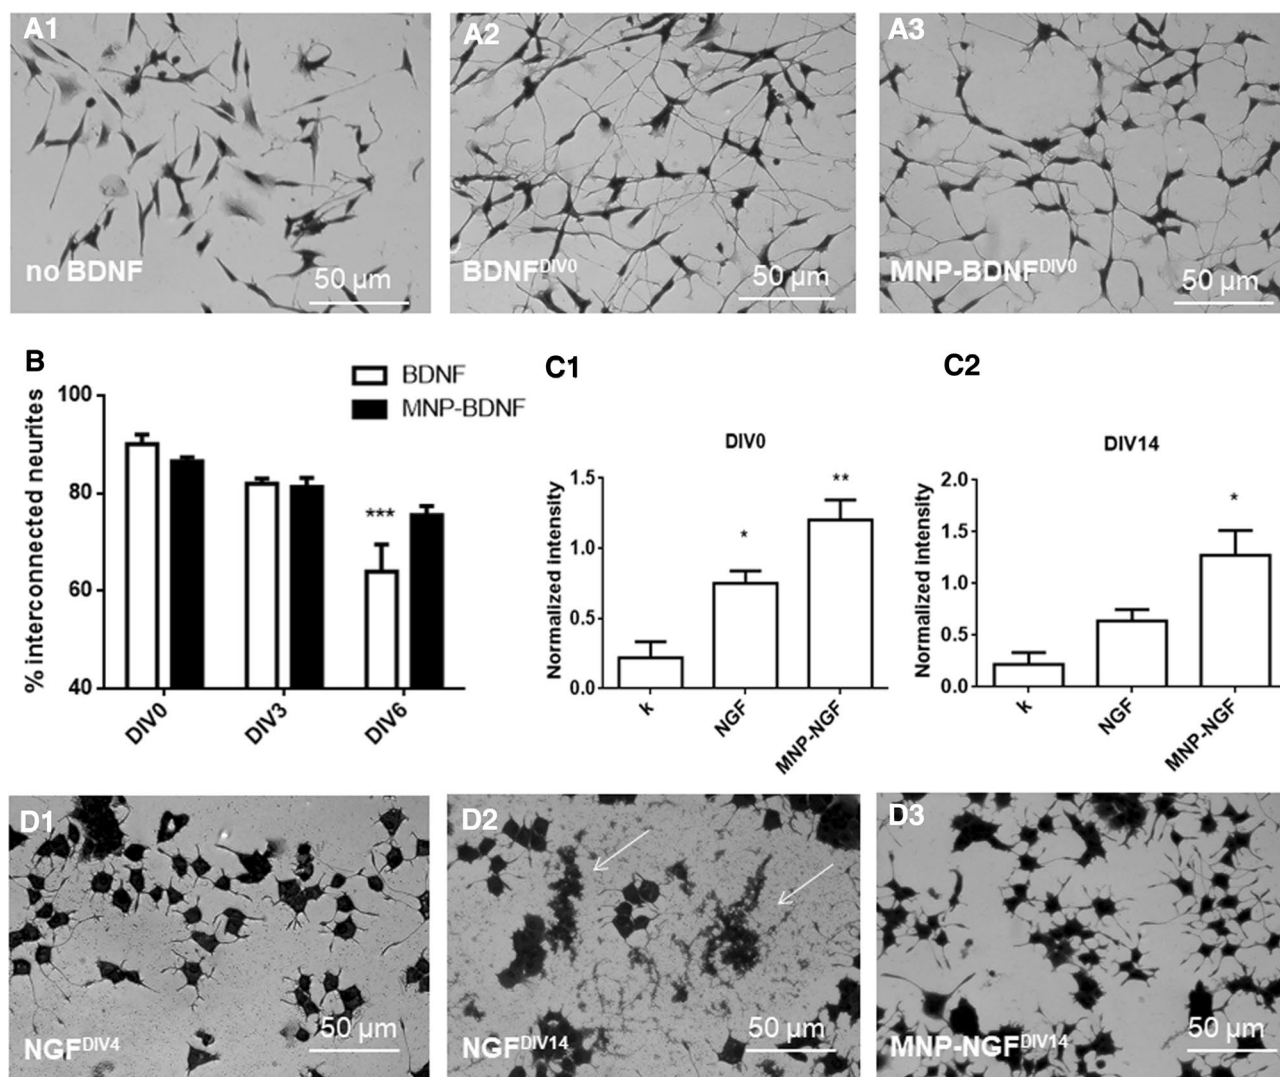 A1
A2
A3
no BDNF
50 µm
BDNFDIV0
50 µm
MNP-BDNFDIV0
50 µm
B
BDNF
MNP-BDNF
% interconnected neurites
100
80
60
40
***
DIV0
DIV3
DIV6
C1
DIV0
Normalized intensity
1.5
1.0
0.5
0.0
*
**
k
NGF
MNP-NGF
C2
DIV14
Normalized intensity
2.0
1.5
1.0
0.5
0.0
*
k
NGF
MNP-NGF
D1
D2
D3
NGFDIV4
50 µm
NGFDIV14
50 µm
MNP-NGFDIV14
50 µm